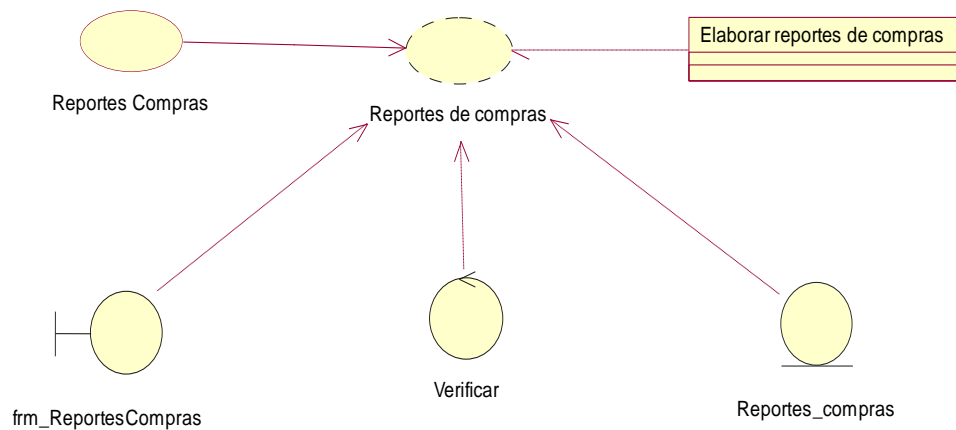 Elaborar reportes de compras
Reportes Compras
Reportes de compras
frm_ReportesCompras
Verificar
Reportes_compras